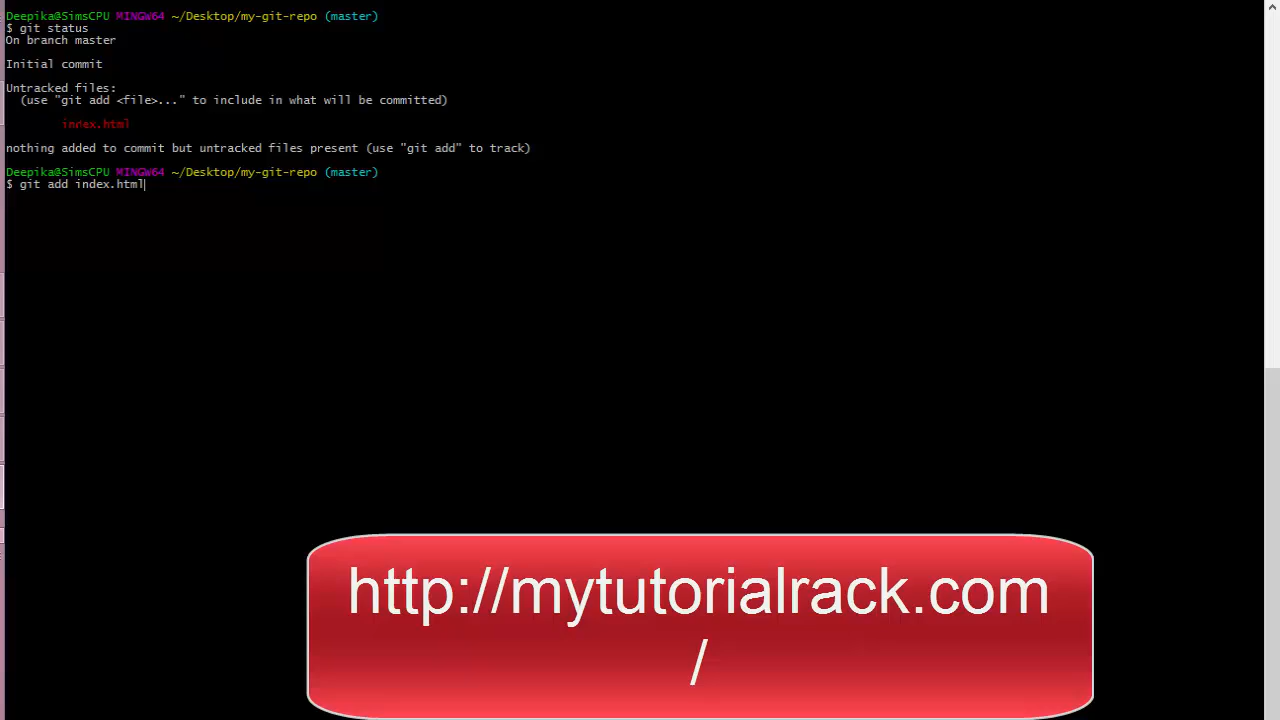 Deepika@SimsCPU MINGW64 ~/Desktop/my-git-repo (master)
$ git status
On branch master
Initial commit
Untracked files:
(use "git add <file>..." to include in what will be committed)
index.html
nothing added to commit but untracked files present (use "git add" to track)
Deepika@SimsCPU MINGW64 ~/Desktop/my-git-repo (master)
$ git add index.html
http://mytutorialrack.com
/